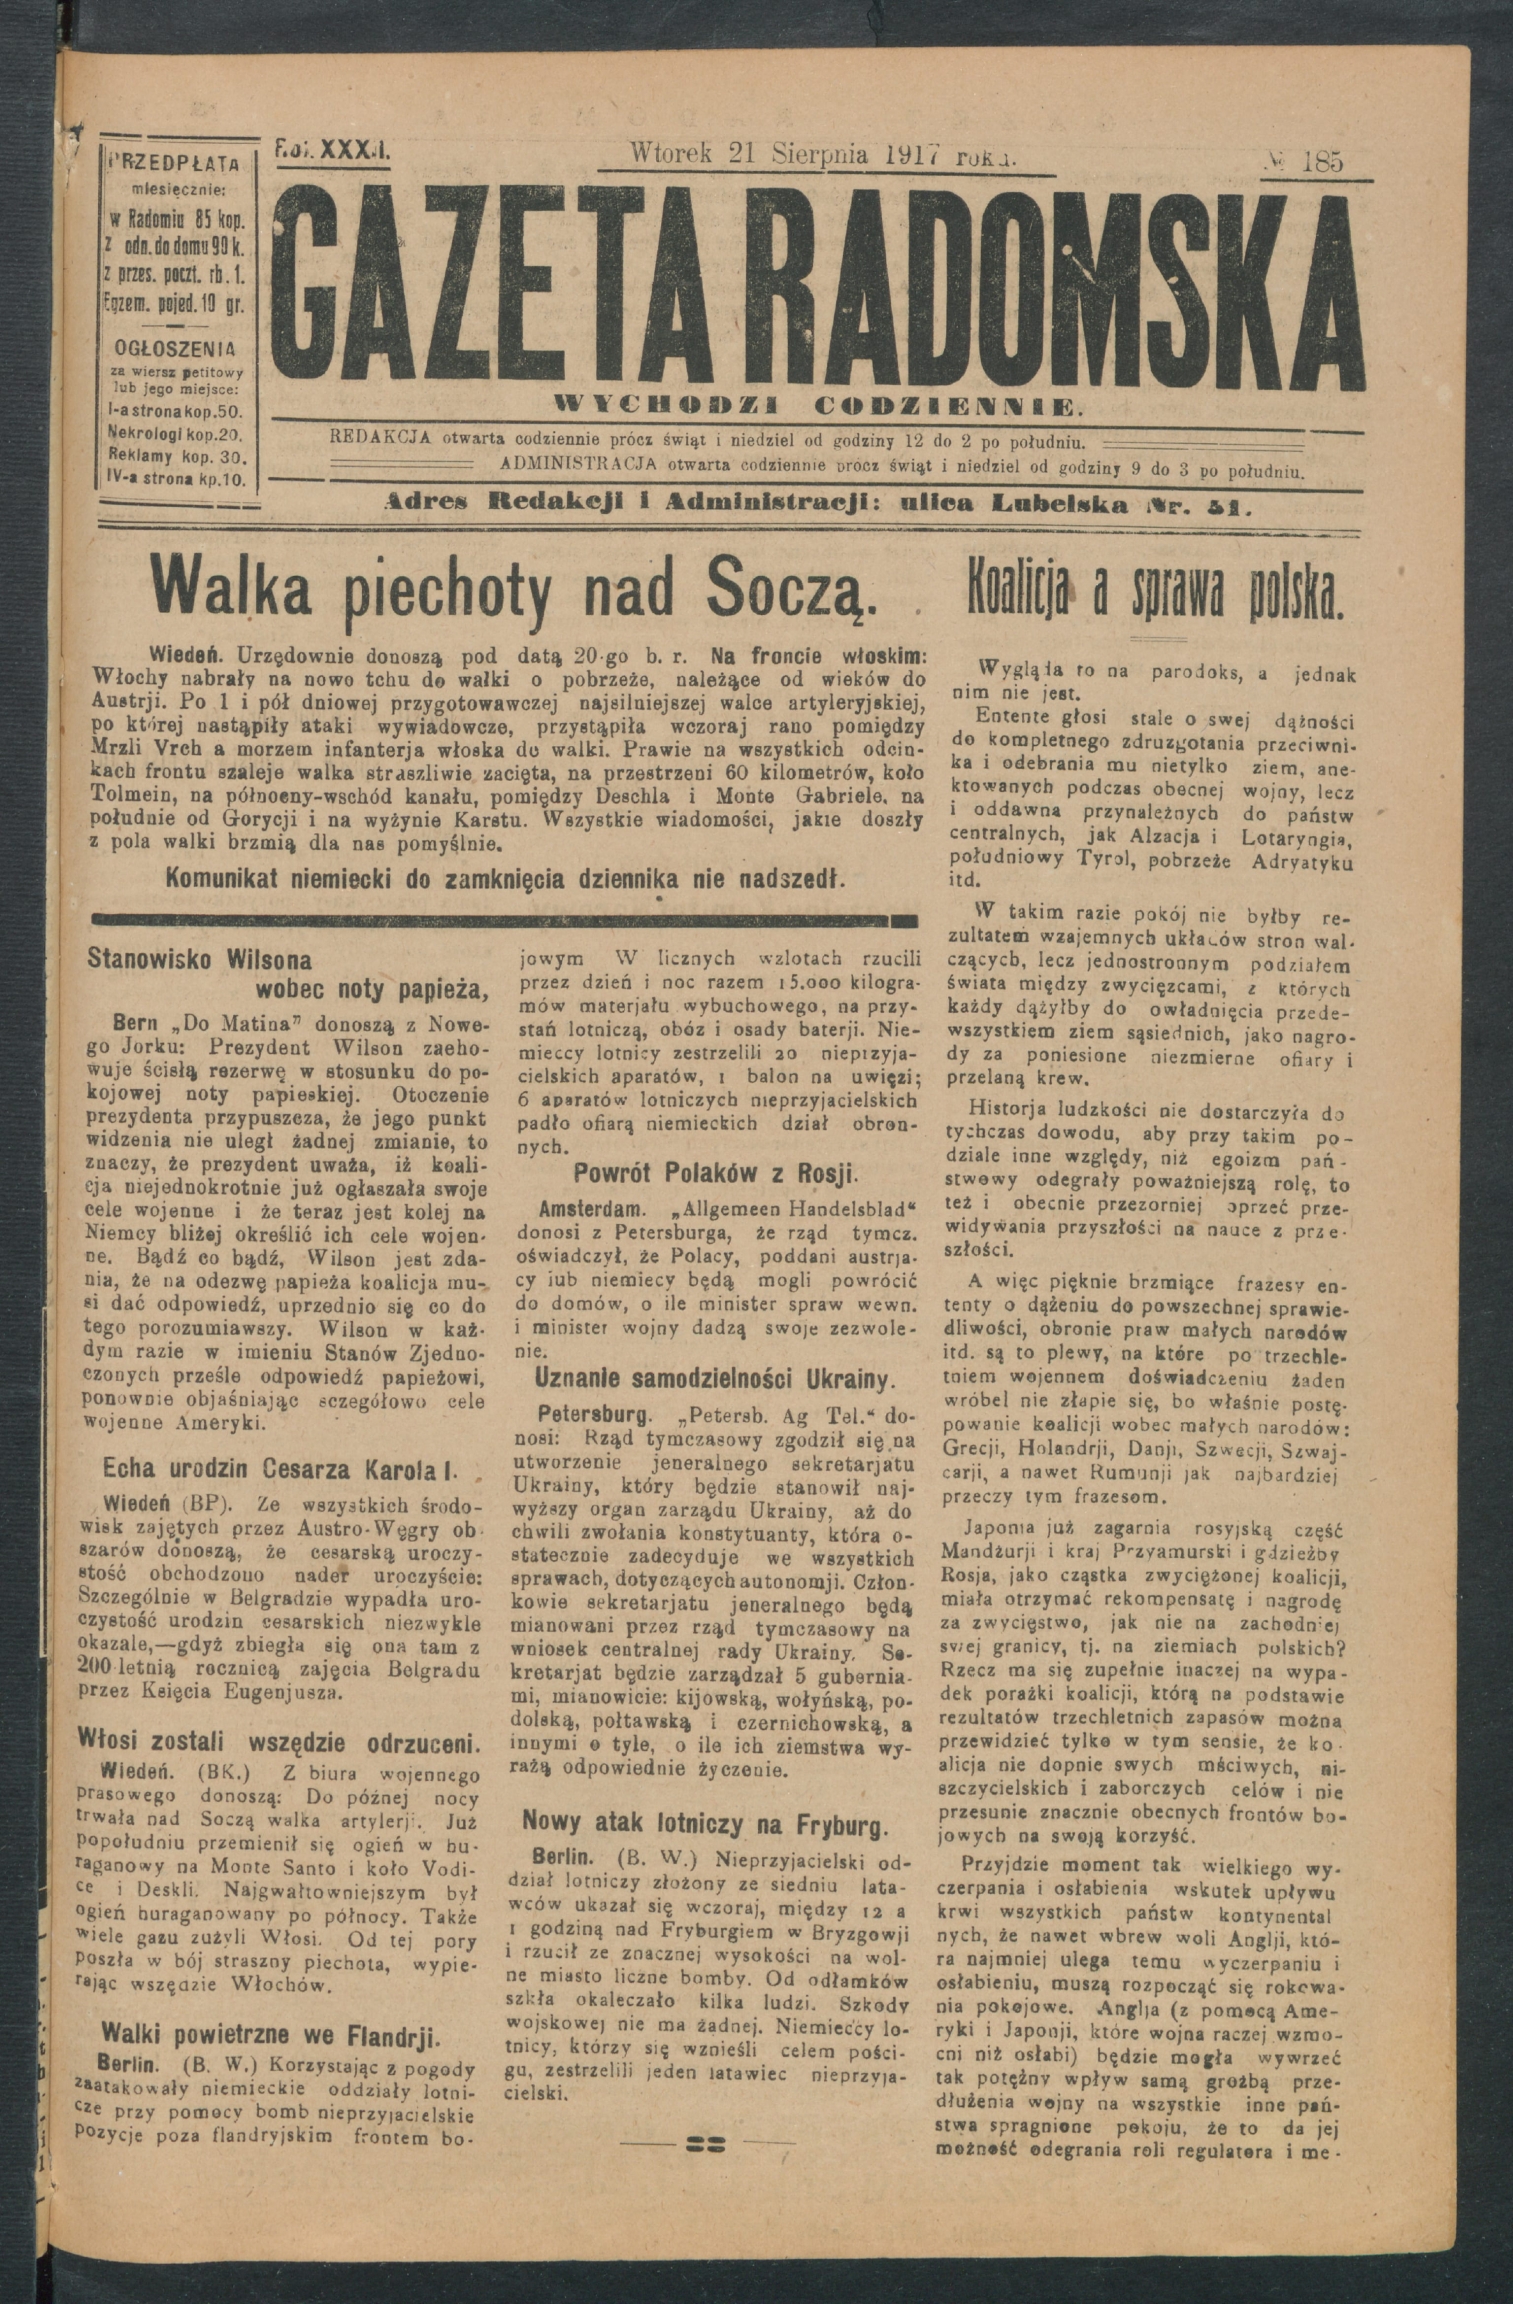 PRZEDPŁATA
miesięcznie:
w Radomiu 85 kop.
z odn. do domu 90 k.
z przes. poczt. rb. 1.
Egzem. pojed. 10 gr.
OGŁOSZENIA
za wiersz petitowy
lub jego miejsce:
I-a strona kop. 50.
Nekrologi kop. 20.
Reklamy kop. 30.
IV-a strona kp. 10.
Wtorek 21 Sierpnia 1917 roku.
№ 185
GAZETA RADOMSKA
WYCHODZI CODZIENNIE.
REDAKCJA otwarta codziennie prócz świąt i niedziel od godziny 12 do 2 po południu.
ADMINISTRACJA otwarta codziennie prócz świąt i niedziel od godziny 9 do 3 po południu.
Adres Redakcji i Administracji: ulica Lubelska Nr. 51.
Walka piechoty nad Soczą.
Wiedeń. Urzędownie donoszą pod datą 20-go b. r. Na froncie włoskim:
Włochy nabrały na nowo tchu do walki o pobrzeże, należące od wieków do
Austrji. Po 1 i pół dniowej przygotowawczej najsilniejszej walce artyleryjskiej,
po której nastąpiły ataki wywiadowcze, przystąpiła wczoraj rano pomiędzy
Mrzli Vrch a morzem infanterja włoska do walki. Prawie na wszystkich odcin-
kach frontu szaleje walka straszliwie zacięta, na przestrzeni 60 kilometrów, koło
Tolmein, na północny-wschód kanału, pomiędzy Deschla i Monte Gabriele, na
południe od Gorycji i na wyżynie Karstu. Wszystkie wiadomości, jakie doszły
z pola walki brzmią dla nas pomyślnie.
Komunikat niemiecki do zamknięcia dziennika nie nadszedł.
Stanowisko Wilsona
wobec noty papieża,
Bern „Do Matina” donoszą z Nowe-
go Jorku: Prezydent Wilson zacho-
wuje ścisłą rezerwę w stosunku do po-
kojowej noty papieskiej. Otoczenie
prezydenta przypuszcza, że jego punkt
widzenia nie uległ żadnej zmianie, to
znaczy, że prezydent uważa, iż koali-
cja niejednokrotnie już ogłaszała swoje
cele wojenne i że teraz jest kolej na
Niemcy bliżej określić ich cele wojen-
ne. Bądź co bądź, Wilson jest zda-
nia, że na odezwę papieża koalicja mu-
si dać odpowiedź, uprzednio się co do
tego porozumiawszy. Wilson w każ-
dym razie w imieniu Stanów Zjedno-
czonych prześle odpowiedź papieżowi,
ponownie objaśniając sczegółowo cele
wojenne Ameryki.
Echa urodzin Cesarza Karola I.
Wiedeń (BP). Ze wszystkich środo-
wisk zajętych przez Austro-Węgry ob-
szarów donoszą, że cesarską uroczy-
stość obchodzono nader uroczyście:
Szczególnie w Belgradzie wypadła uro-
czystość urodzin cesarskich niezwykle
okazale,—gdyż zbiegła się ona tam z
200-letnią rocznicą zajęcia Belgradu
przez Księcia Eugenjusza.
Włosi zostali wszędzie odrzuceni.
Wiedeń. (BK.) Z biura wojennego
prasowego donoszą: Do późnej nocy
trwała nad Soczą walka artylerji. Już
popołudniu przemienił się ogień w hu-
raganowy na Monte Santo i koło Vodi-
ce i Deskli. Najgwałtowniejszym był
ogień huraganowany po północy. Także
wiele gazu zużyli Włosi. Od tej pory
poszła w bój straszny piechota, wypie-
rając wszędzie Włochów.
Walki powietrzne we Flandrji.
Berlin. (B. W.) Korzystając z pogody
zaatakowały niemieckie oddziały lotni-
cze przy pomocy bomb nieprzyjacielskie
pozycje poza flandryjskim frontem bo-
jowym W licznych wzlotach rzucili
przez dzień i noc razem 15.000 kilogra-
mów materjału wybuchowego, na przy-
stań lotniczą, obóz i osady baterji. Nie-
mieccy lotnicy zestrzelili 20 nieprzyja-
cielskich aparatów, 1 balon na uwięzi;
6 aparatów lotniczych nieprzyjacielskich
padło ofiarą niemieckich dział obron-
nych.
Powrót Polaków z Rosji.
Amsterdam. „Allgemeen Handelsblad“
donosi z Petersburga, że rząd tymcz.
oświadczył, że Polacy, poddani austrja-
cy lub niemiecy będą mogli powrócić
do domów, o ile minister spraw wewn.
i minister wojny dadzą swoje zezwole-
nie.
Uznanie samodzielności Ukrainy.
Petersburg. „Petersb. Ag Tel.“ do-
nosi: Rząd tymczasowy zgodził się na
utworzenie jeneralnego sekretarjatu
Ukrainy, który będzie stanowił naj-
wyższy organ zarządu Ukrainy, aż do
chwili zwołania konstytuanty, która o-
statecznie zadecyduje we wszystkich
sprawach, dotyczących autonomji. Człon-
kowie sekretarjatu jeneralnego będą
mianowani przez rząd tymczasowy na
wniosek centralnej rady Ukrainy. Se-
kretarjat będzie zarządzał 5 gubernia-
mi, mianowicie: kijowską, wołyńską, po-
dolską, połtawską i czernichowską, a
innymi o tyle, o ile ich ziemstwa wy-
rażą odpowiednie życzenie.
Nowy atak lotniczy na Fryburg.
Berlin. (B. W.) Nieprzyjacielski od-
dział lotniczy złożony ze siedniu lata-
wców ukazał się wczoraj, między 12 a
1 godziną nad Fryburgiem w Bryzgowji
i rzucił ze znacznej wysokości na wol-
ne miasto liczne bomby. Od odłamków
szkła okaleczało kilka ludzi. Szkody
wojskowej nie ma żadnej. Niemieccy lo-
tnicy, którzy się wznieśli celem pości-
gu, zestrzelili jeden latawiec nieprzyja-
cielski.
Koalicja a sprawa polska.
Wygląda to na parodoks, a jednak
nim nie jest.
Entente głosi stale o swej dążności
do kompletnego zdruzgotania przeciwni-
ka i odebrania mu nietylko ziem, ane-
ktowanych podczas obecnej wojny, lecz
i oddawna przynależnych do państw
centralnych, jak Alzacja i Lotaryngia,
południowy Tyrol, pobrzeże Adryatyku
itd.
W takim razie pokój nie byłby re-
zultatem wzajemnych układów stron wal-
czących, lecz jednostronnym podziałem
świata między zwycięzcami, z których
każdy dążyłby do owładnięcia przede-
wszystkiem ziem sąsiednich, jako nagro-
dy za poniesione niezmierne ofiary i
przelaną krew.
Historja ludzkości nie dostarczyła do
tychczas dowodu, aby przy takim po-
dziale inne względy, niż egoizm pań-
stwowy odegrały poważniejszą rolę, to
też i obecnie przezorniej oprzeć prze-
widywania przyszłości na nauce z prze-
szłości.
A więc pięknie brzmiące frazesy en-
tenty o dążeniu do powszechnej sprawie-
dliwości, obronie praw małych narodów
itd. są to plewy, na które po trzechle-
tniem wojennem doświadczeniu żaden
wróbel nie złapie się, bo właśnie postę-
powanie koalicji wobec małych narodów:
Grecji, Holandrji, Danji, Szwecji, Szwaj-
carji, a nawet Rumunji jak najbardziej
przeczy tym frazesom.
Japonia już zagarnia rosyjską część
Mandżurji i kraj Przyamurski i gdzieżby
Rosja, jako cząstka zwyciężonej koalicji,
miała otrzymać rekompensatę i nagrodę
za zwycięstwo, jak nie na zachodniej
swej granicy, tj. na ziemiach polskich?
Rzecz ma się zupełnie inaczej na wypa-
dek porażki koalicji, którą na podstawie
rezultatów trzechletnich zapasów można
przewidzieć tylko w tym sensie, że ko-
alicja nie dopnie swych mściwych, ni-
szczycielskich i zaborczych celów i nie
przesunie znacznie obecnych frontów bo-
jowych na swoją korzyść.
Przyjdzie moment tak wielkiego wy-
czerpania i osłabienia wskutek upływu
krwi wszystkich państw kontynental
nych, że nawet wbrew woli Anglji, któ-
ra najmniej ulega temu wyczerpaniu i
osłabieniu, muszą rozpocząć się rokowa-
nia pokojowe. Anglja (z pomocą Ame-
ryki i Japonji, które wojna raczej wzmo-
cni niż osłabi) będzie mogła wywrzeć
tak potężny wpływ samą groźbą prze-
dłużenia wojny na wszystkie inne pań-
stwa spragnione pokoju, że to da jej
możność odegrania roli regulatora i me-